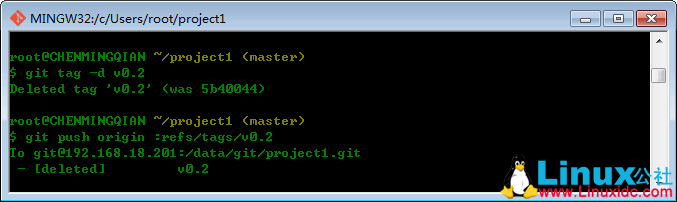 MINGW32:/c/Users/root/project1
root@CHENMINGQIAN ~/project1 (master)
$ git tag -d v0.2
Deleted tag 'v0.2' (was 5b40044)
root@CHENMINGQIAN ~/project1 (master)
$ git push origin :refs/tags/v0.2
To git@192.168.18.201:/data/git/project1.git
- [deleted] v0.2
Linux公社
www.Linuxidc.com